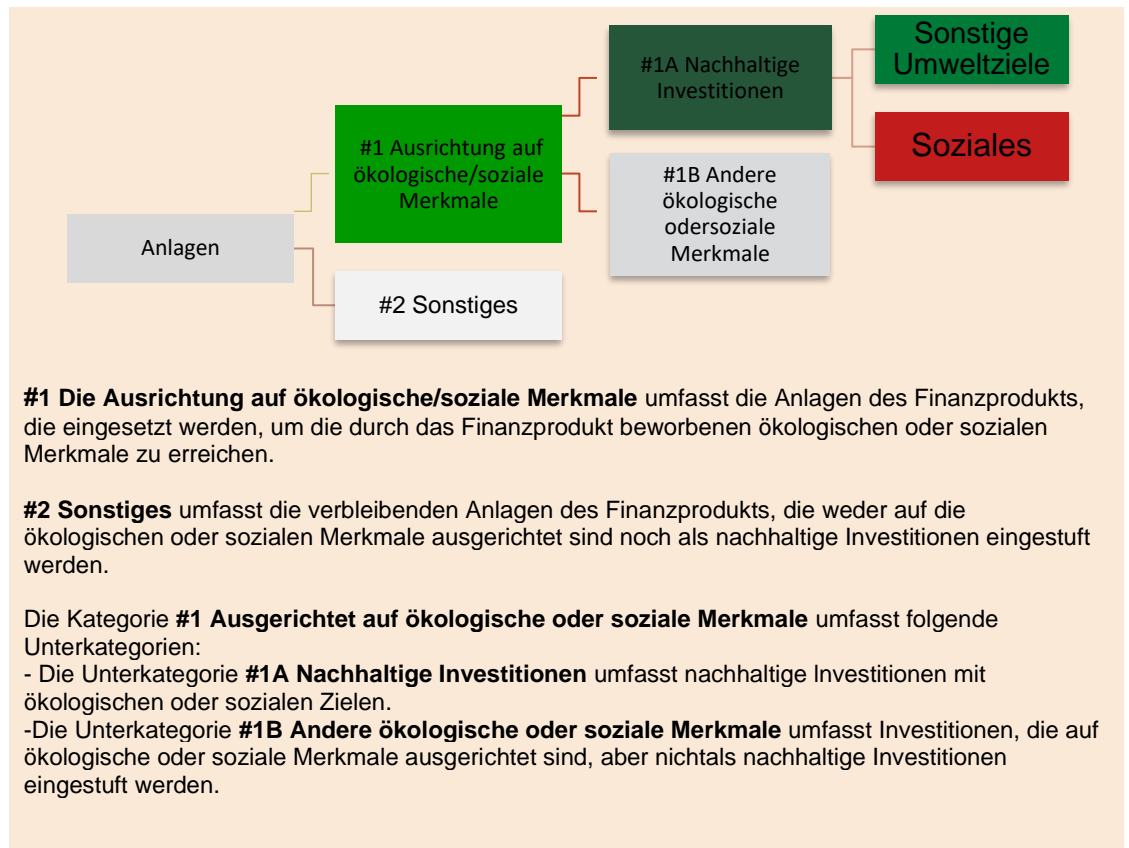 Sonstige
Umweltziele
#1A Nachhaltige
Investitionen
Soziales
#1 Ausrichtung auf
ökologische/soziale
Merkmale
#1B Andere
ökologische
odersoziale
Merkmale
Anlagen
#2 Sonstiges
#1 Die Ausrichtung auf ökologische/soziale Merkmale umfasst die Anlagen des Finanzprodukts,
die eingesetzt werden, um die durch das Finanzprodukt beworbenen ökologischen oder sozialen
Merkmale zu erreichen.
#2 Sonstiges umfasst die verbleibenden Anlagen des Finanzprodukts, die weder auf die
ökologischen oder sozialen Merkmale ausgerichtet sind noch als nachhaltige Investitionen eingestuft
werden.
Die Kategorie #1 Ausgerichtet auf ökologische oder soziale Merkmale umfasst folgende
Unterkategorien:
- Die Unterkategorie #1A Nachhaltige Investitionen umfasst nachhaltige Investitionen mit
ökologischen oder sozialen Zielen.
-Die Unterkategorie #1B Andere ökologische oder soziale Merkmale umfasst Investitionen, die auf
ökologische oder soziale Merkmale ausgerichtet sind, aber nichtals nachhaltige Investitionen
eingestuft werden.